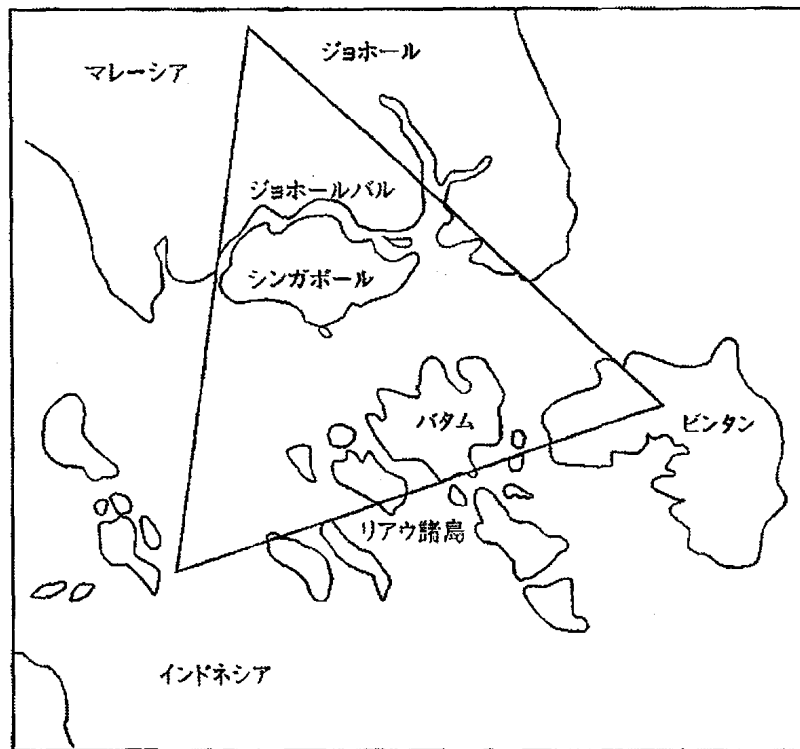 ジョホール
マレーシア
ジョホールバル
シンガポール
バタム
ビンタン
リアウ諸島
インドネシア